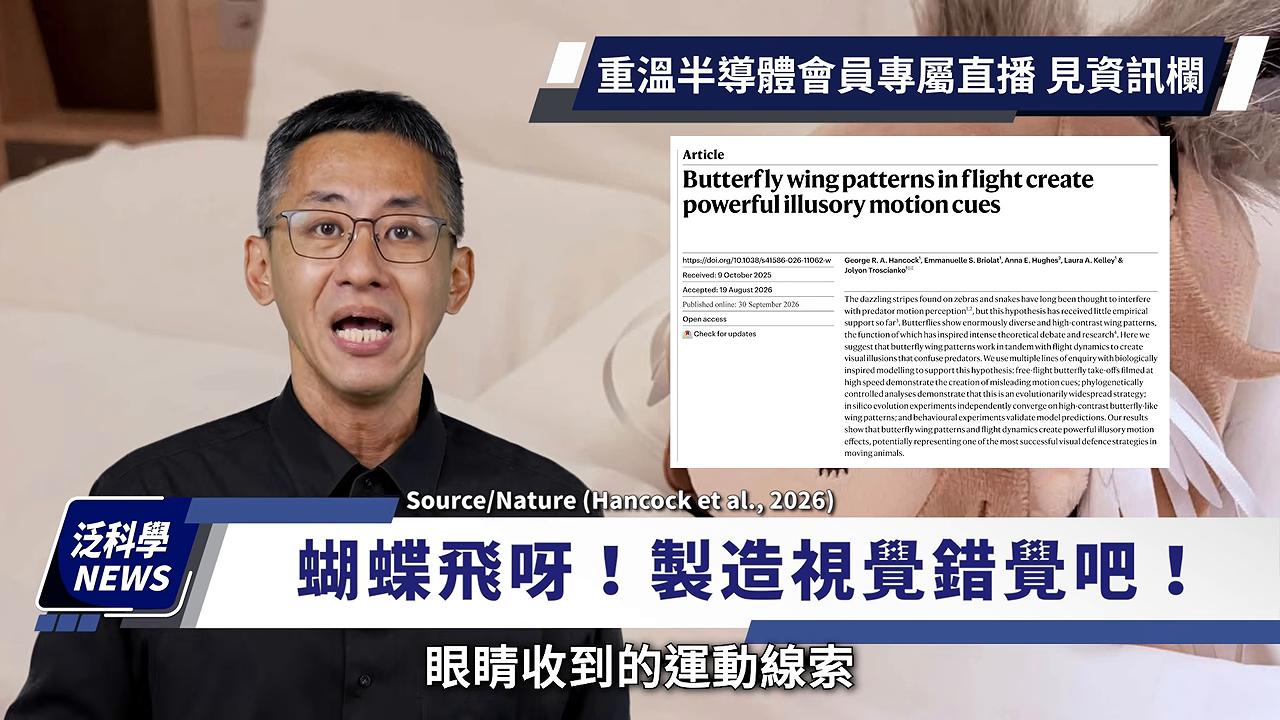 重溫半導體會員專屬直播 見資訊欄
Article
Butterfly wing patterns in flight create
powerful illusory motion cues
https://doi.org/10.1038/s41586-026-11062-w
Received: 9 October 2025
Accepted: 19 August 2026
Published online: 30 September 2026
Open access
Check for updates
George R. A. Hancock1, Emmanuelle S. Briolat1, Anna E. Hughes2, Laura A. Kelley1 &
Jolyon Troscianko1
The dazzling stripes found on zebras and snakes have long been thought to interfere
with predator motion perception1,2, but this hypothesis has received little empirical
support so far3. Butterflies show enormously diverse and high-contrast wing patterns,
the function of which has inspired intense theoretical debate and research4. Here we
suggest that butterfly wing patterns work in tandem with flight dynamics to create
visual illusions that confuse predators. We use multiple lines of enquiry with biologically
inspired modelling to support this hypothesis: free-flight butterfly take-offs filmed at
high speed demonstrate the creation of misleading motion cues; phylogenetically
controlled analyses demonstrate that this is an evolutionarily widespread strategy;
in silico evolution experiments independently converge on high-contrast butterfly-like
wing patterns; and behavioural experiments validate model predictions. Our results
show that butterfly wing patterns and flight dynamics create powerful illusory motion
effects, potentially representing one of the most successful visual defence strategies in
moving animals.
Source/Nature (Hancock et al., 2026)
泛科學
NEWS
蝴蝶飛呀！製造視覺錯覺吧！
眼睛收到的運動線索